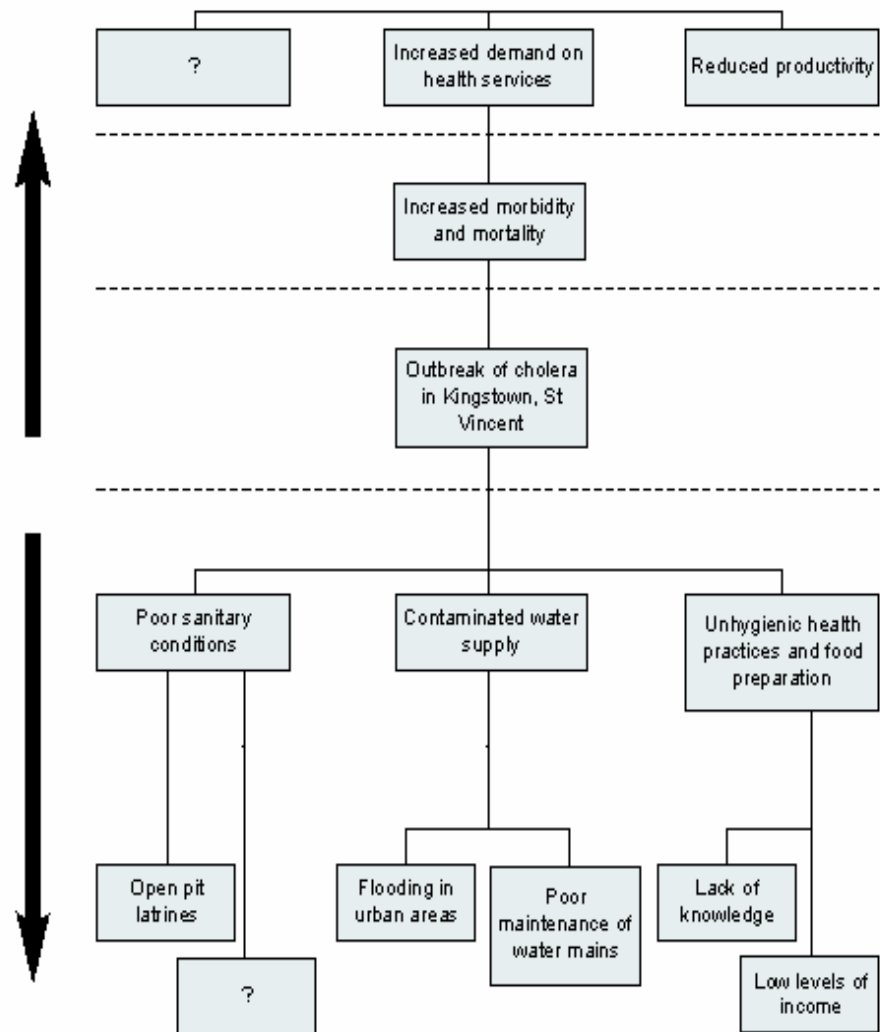 ?
Increased demand on
health services
Reduced productivity
Increased morbidity
and mortality
Outbreak of cholera
in Kingstown, St
Vincent
Poor sanitary
conditions
Contaminated water
supply
Unhygienic health
practices and food
preparation
Open pit
latrines
Flooding in
urban areas
Poor
maintenance of
water mains
Lack of
knowledge
?
Low levels of
income